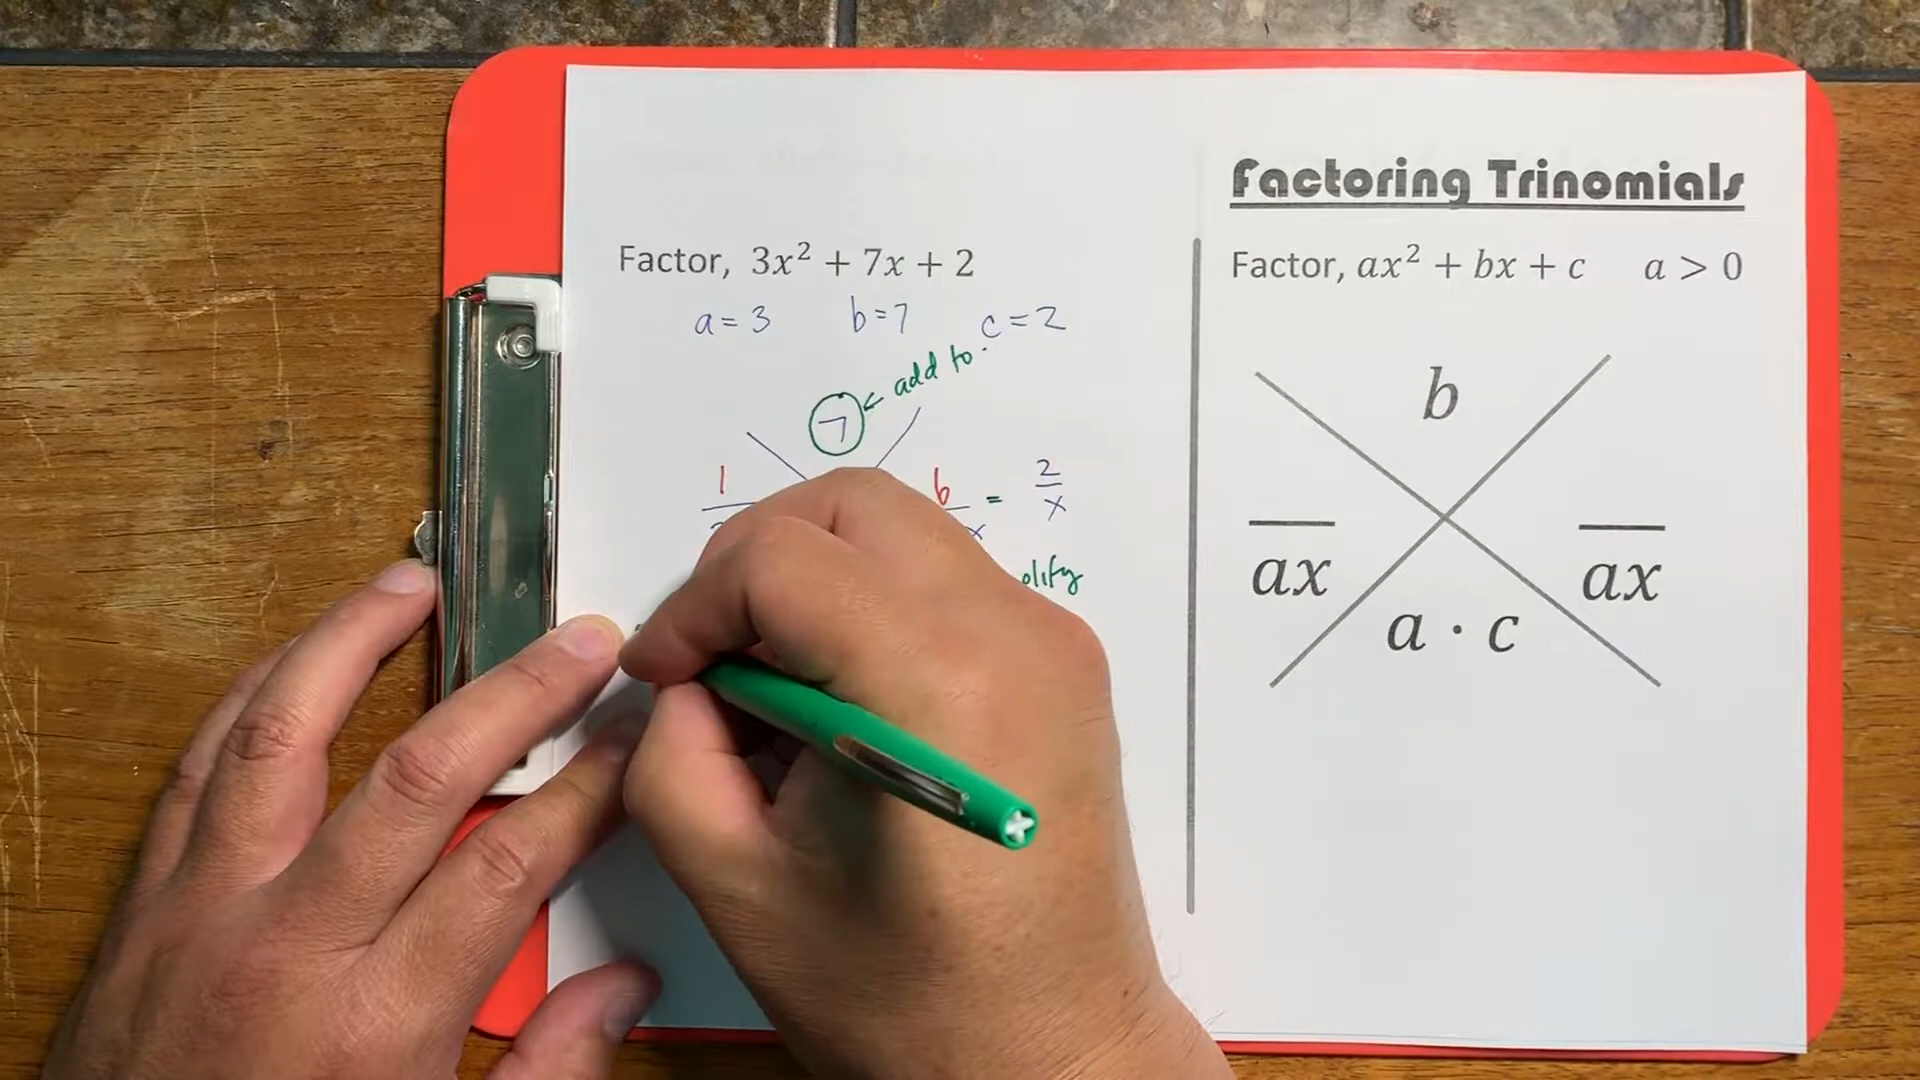 Factor, 3x² + 7x + 2
a = 3 b = 7 c = 2
7 ← add to
1
6
x
= 2/x
Factoring Trinomials
Factor, ax² + bx + c a > 0
b
ax
ax
a · c